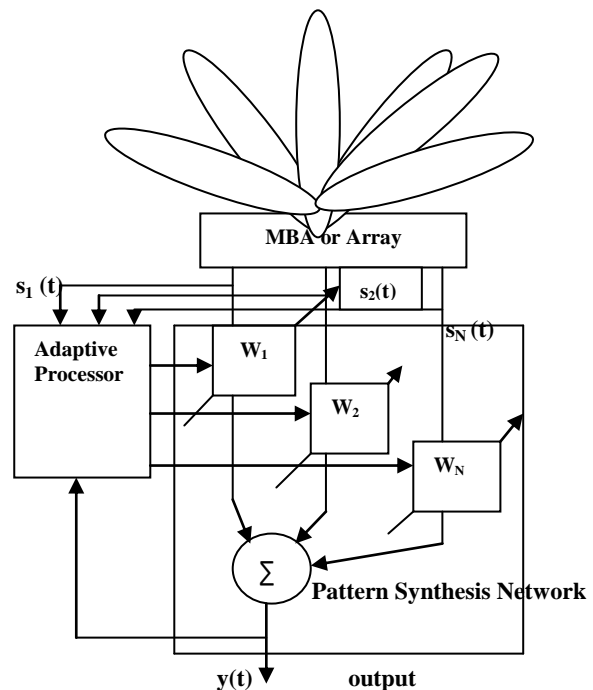 MBA or Array
s₁ (t)
s₂(t)
sN (t)
Adaptive
Processor
W₁
W₂
WN
∑
Pattern Synthesis Network
y(t)
output